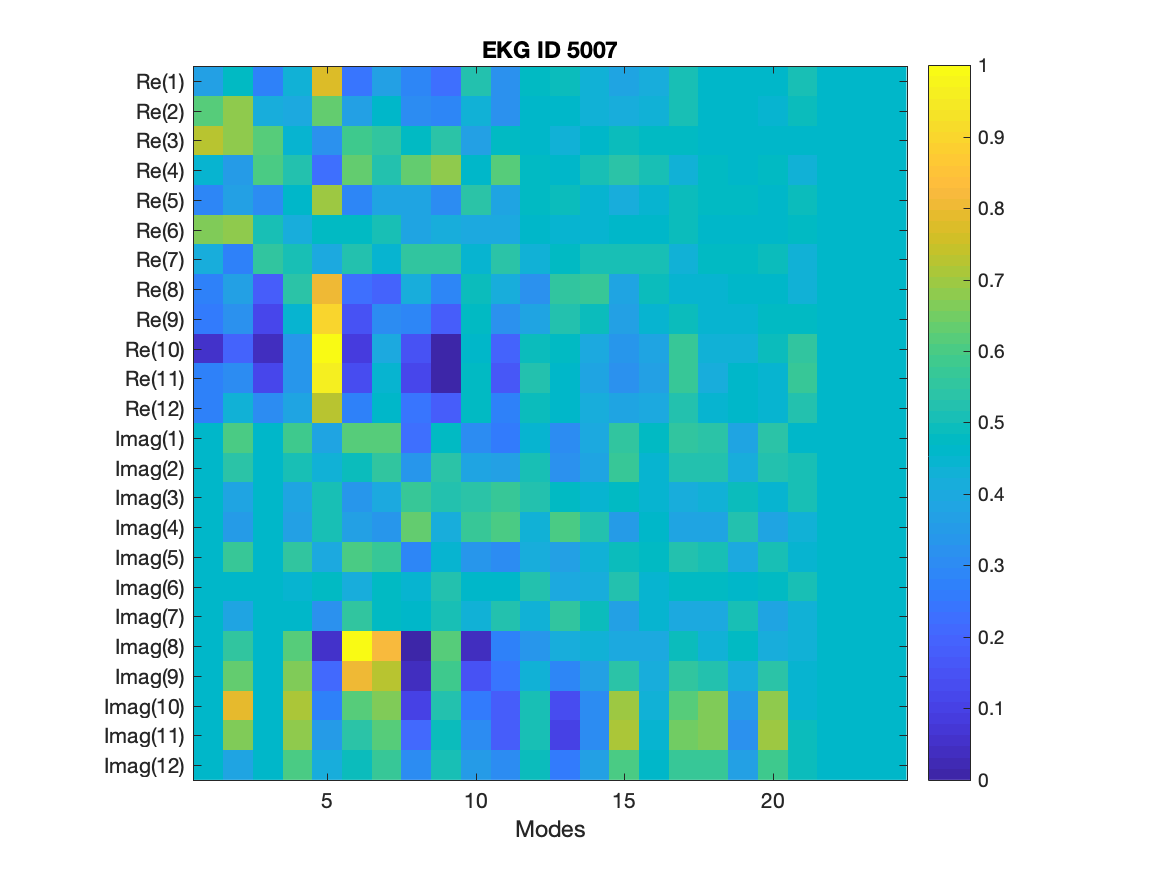 EKG ID 5007
Re(1)
Re(2)
Re(3)
Re(4)
Re(5)
Re(6)
Re(7)
Re(8)
Re(9)
Re(10)
Re(11)
Re(12)
Imag(1)
Imag(2)
Imag(3)
Imag(4)
Imag(5)
Imag(6)
Imag(7)
Imag(8)
Imag(9)
Imag(10)
Imag(11)
Imag(12)
5 10 15 20
Modes
1
0.9
0.8
0.7
0.6
0.5
0.4
0.3
0.2
0.1
0